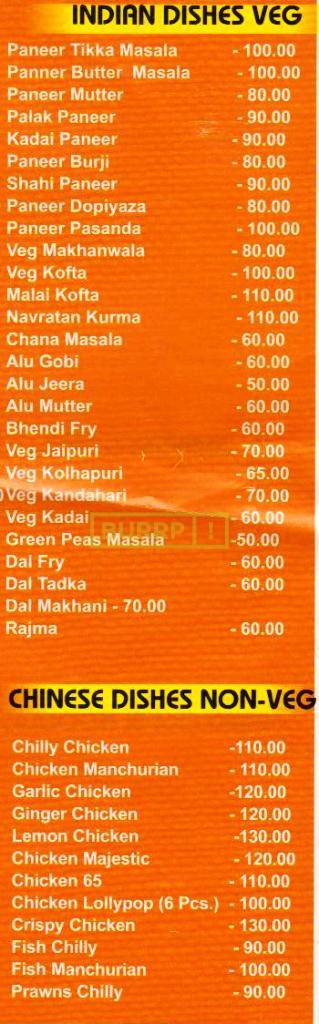 INDIAN DISHES VEG
Paneer Tikka Masala - 100.00
Panner Butter Masala - 100.00
Paneer Mutter - 80.00
Palak Paneer - 90.00
Kadai Paneer - 90.00
Paneer Burji - 80.00
Shahi Paneer - 90.00
Paneer Dopiyaza - 80.00
Paneer Pasanda - 100.00
Veg Makhanwala - 80.00
Veg Kofta - 100.00
Malai Kofta - 110.00
Navratan Kurma - 110.00
Chana Masala - 60.00
Alu Gobi - 60.00
Alu Jeera - 50.00
Alu Mutter - 60.00
Bhendi Fry - 60.00
Veg Jaipuri - 70.00
Veg Kolhapuri - 65.00
Veg Kandahari - 70.00
Veg Kadai - 60.00
BURRP!
Green Peas Masala -50.00
Dal Fry - 60.00
Dal Tadka - 60.00
Dal Makhani - 70.00
Rajma - 60.00
CHINESE DISHES NON-VEG
Chilly Chicken -110.00
Chicken Manchurian - 110.00
Garlic Chicken -120.00
Ginger Chicken - 120.00
Lemon Chicken -130.00
Chicken Majestic - 120.00
Chicken 65 - 110.00
Chicken Lollypop (6 Pcs.) - 100.00
Crispy Chicken - 130.00
Fish Chilly - 90.00
Fish Manchurian - 100.00
Prawns Chilly - 90.00